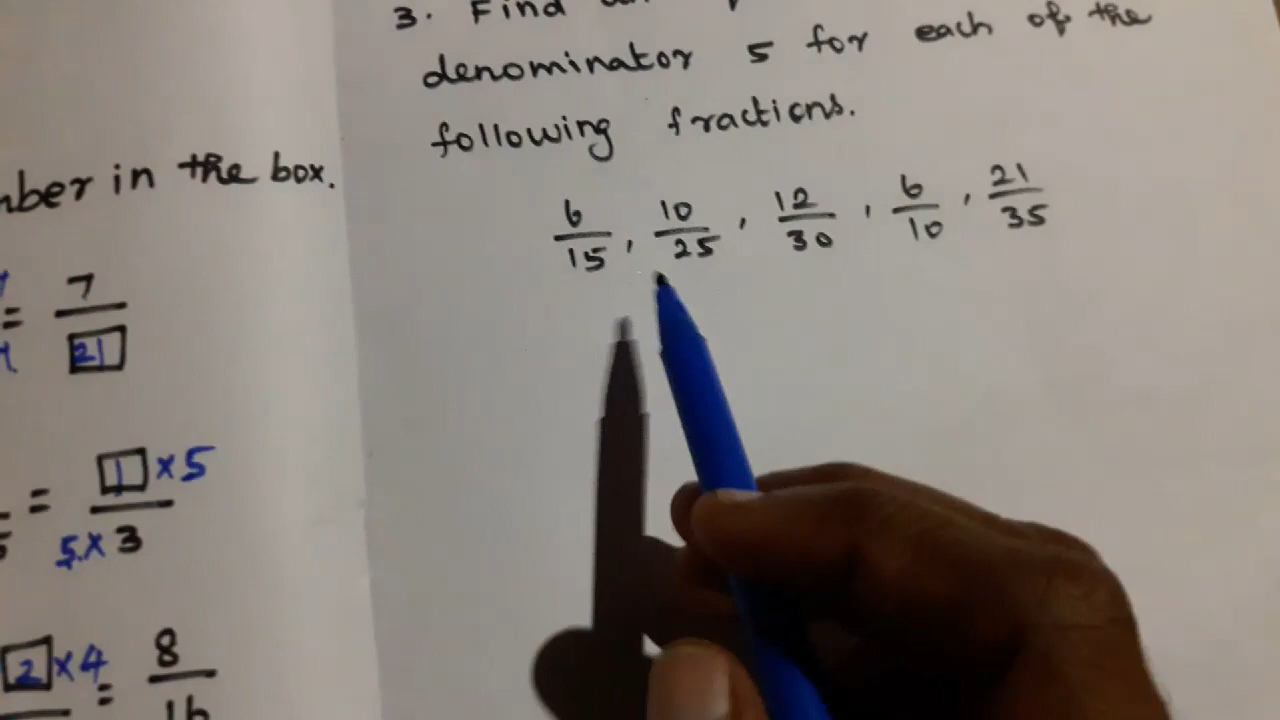 3. Find
denominator 5 for each of the
following fractions.
6/15, 10/25, 12/30, 6/10, 21/35
in the box.
= 7/21
= 1 × 5
5 × 3
2 × 4 = 8/16